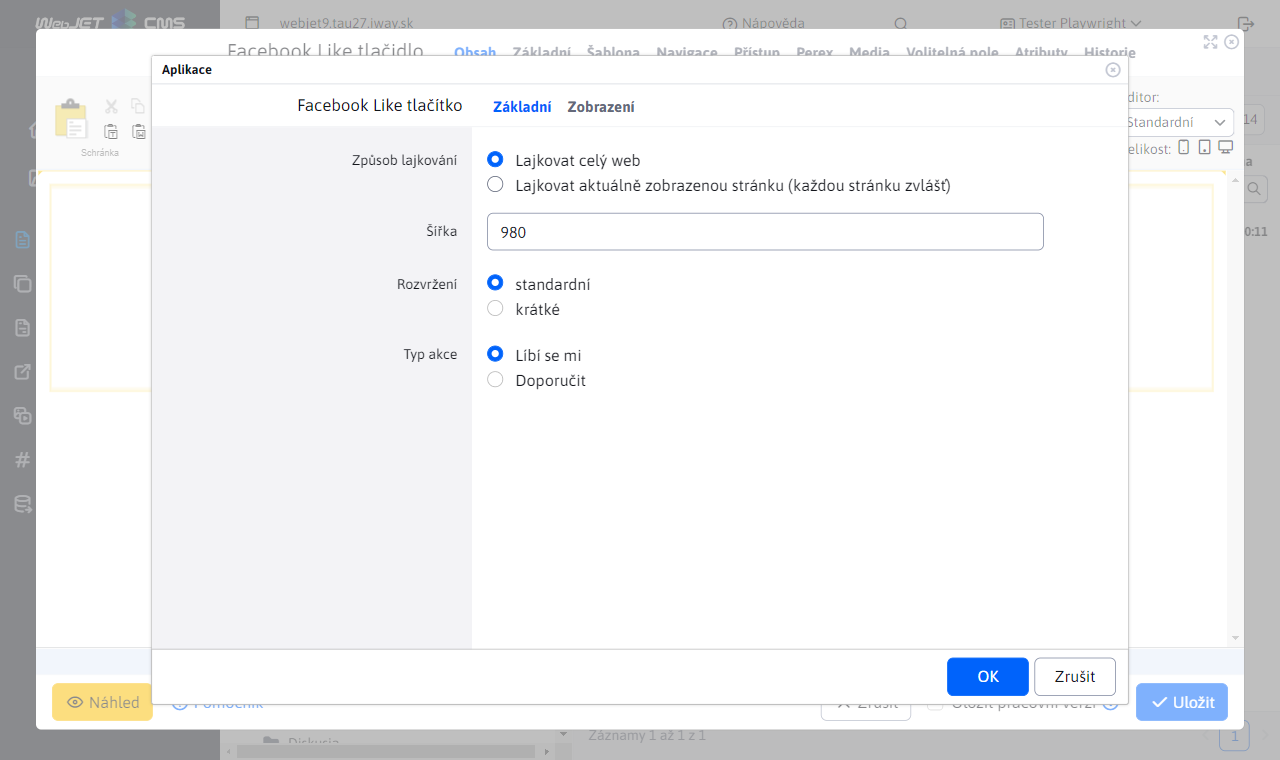 WebJET CMS
webjet9.tau27.iway.sk
Nápověda
Tester Playwright
Facebook Like tlačidlo
Obsah
Základní
Šablona
Navigace
Přístup
Perex
Media
Volitelná pole
Atributy
Historie
Aplikace
Facebook Like tlačítko
Základní
Zobrazení
Schránka
ditor:
Standardní
14
elikost:
Způsob lajkování
Lajkovat celý web
Lajkovat aktuálně zobrazenou stránku (každou stránku zvlášť)
Šířka
980
0:11
Rozvržení
standardní
krátké
Typ akce
Líbí se mi
Doporučit
OK
Zrušit
Náhled
Pomocník
Zrušit
Uložit pracovní verzi
Uložit
Diskusia
Záznamy 1 až 1 z 1
1